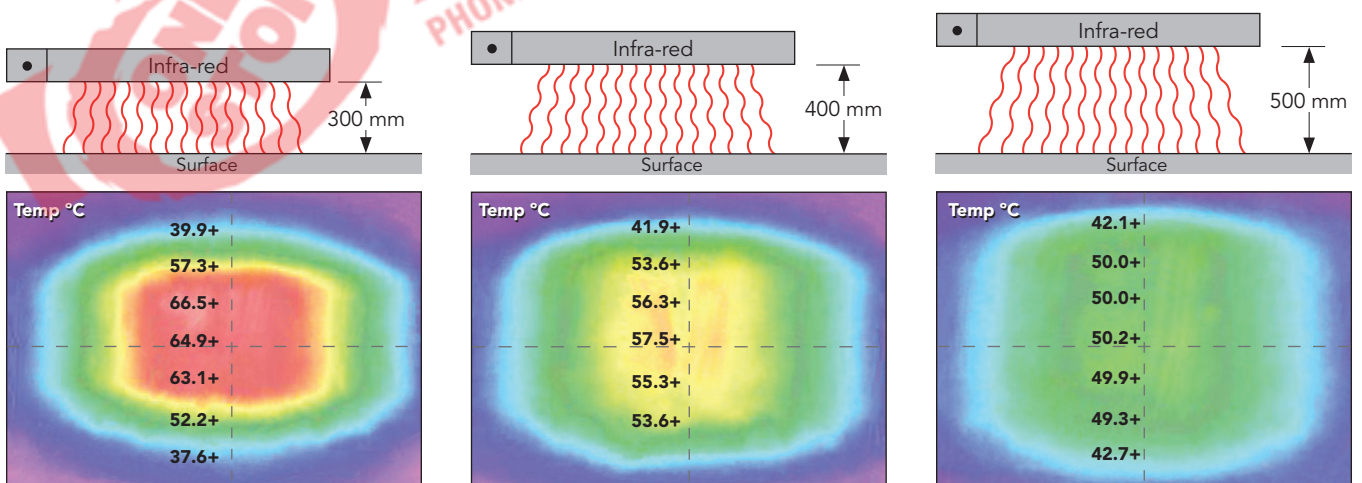 PHON
Infra-red
300 mm
Surface
Temp °C
39.9+
57.3+
66.5+
64.9+
63.1+
52.2+
37.6+
Infra-red
400 mm
Surface
Temp °C
41.9+
53.6+
56.3+
57.5+
55.3+
53.6+
Infra-red
500 mm
Surface
Temp °C
42.1+
50.0+
50.0+
50.2+
49.9+
49.3+
42.7+